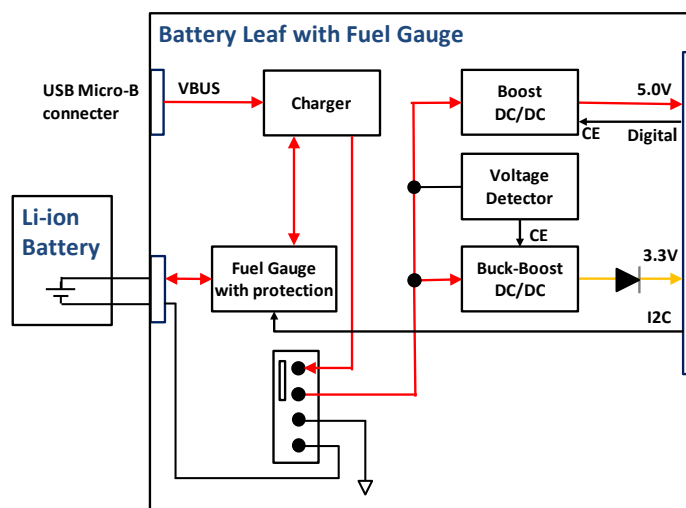 Battery Leaf with Fuel Gauge
USB Micro-B
connecter
VBUS
Charger
Boost
DC/DC
5.0V
CE
Digital
Voltage
Detector
CE
Li-ion
Battery
Fuel Gauge
with protection
Buck-Boost
DC/DC
3.3V
I2C